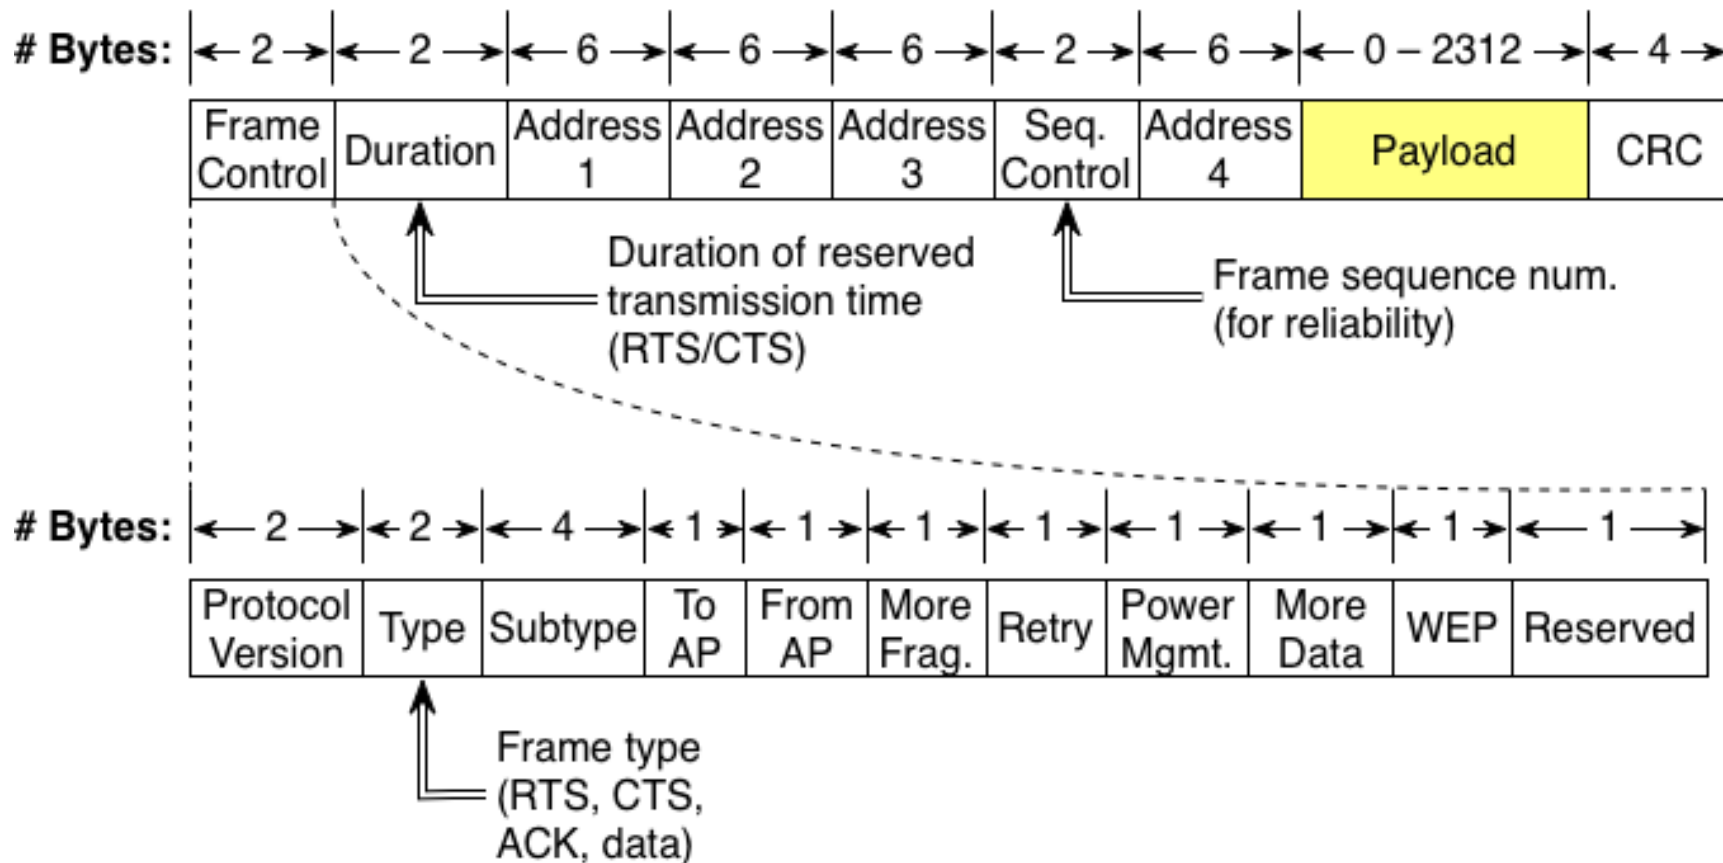 # Bytes: 2 2 6 6 6 2 6 0 – 2312 4
Frame Control Duration Address 1 Address 2 Address 3 Seq. Control Address 4 Payload CRC
Duration of reserved
transmission time
(RTS/CTS)
Frame sequence num.
(for reliability)
# Bytes: 2 2 4 1 1 1 1 1 1 1 1
Protocol Version Type Subtype To AP From AP More Frag. Retry Power Mgmt. More Data WEP Reserved
Frame type
(RTS, CTS,
ACK, data)